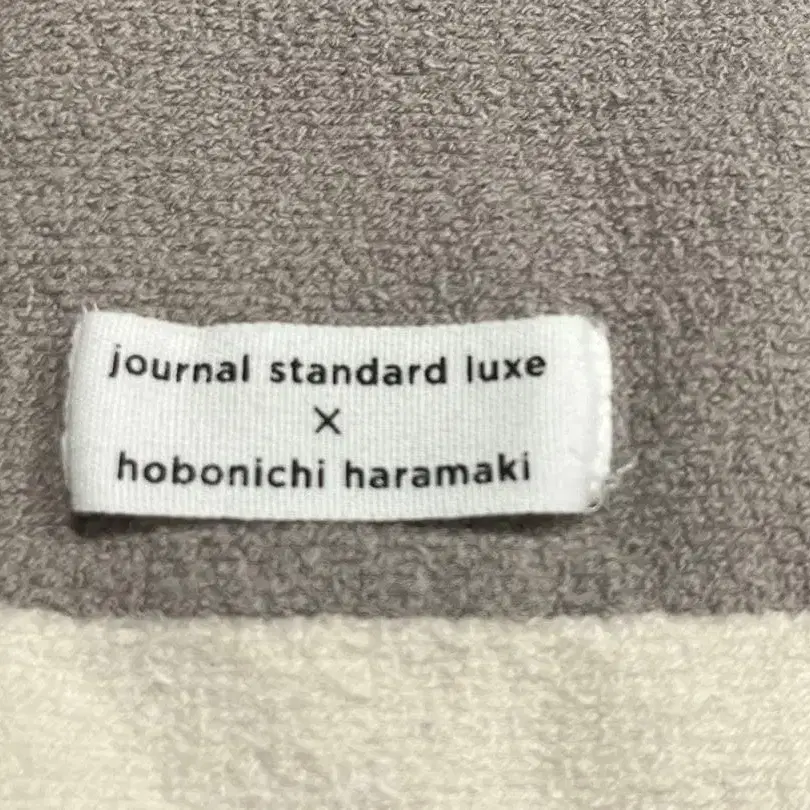 journal standard luxe
×
hobonichi haramaki